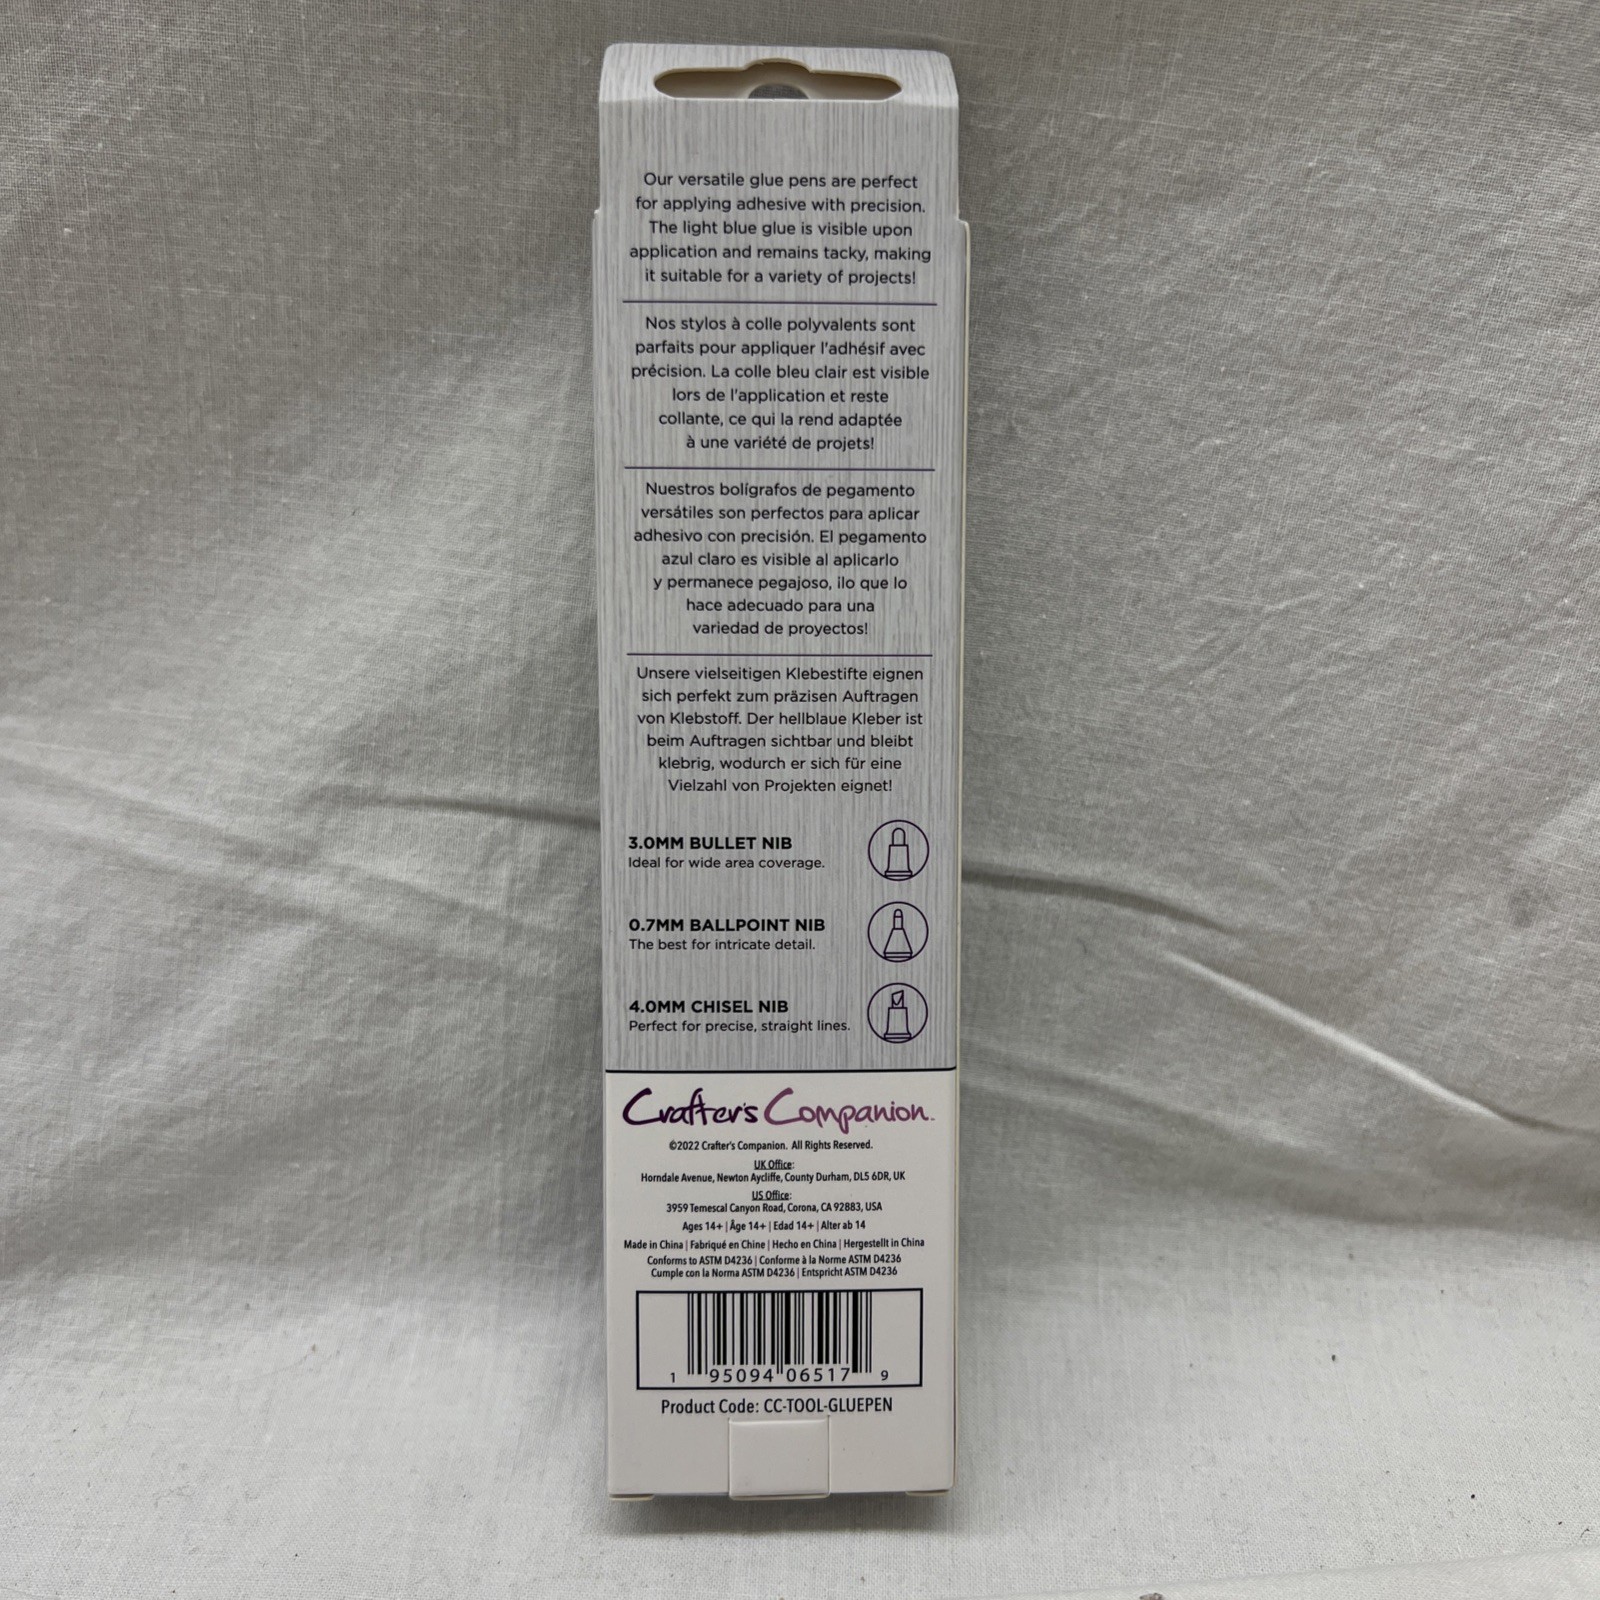 Our versatile glue pens are perfect
for applying adhesive with precision.
The light blue glue is visible upon
application and remains tacky, making
it suitable for a variety of projects!
Nos stylos à colle polyvalents sont
parfaits pour appliquer l'adhésif avec
précision. La colle bleu clair est visible
lors de l'application et reste
collante, ce qui la rend adaptée
à une variété de projets!
Nuestros bolígrafos de pegamento
versátiles son perfectos para aplicar
adhesivo con precisión. El pegamento
azul claro es visible al aplicarlo
y permanece pegajoso, ¡lo que lo
hace adecuado para una
variedad de proyectos!
Unsere vielseitigen Klebestifte eignen
sich perfekt zum präzisen Auftragen
von Klebstoff. Der hellblaue Kleber ist
beim Auftragen sichtbar und bleibt
klebrig, wodurch er sich für eine
Vielzahl von Projekten eignet!
3.0MM BULLET NIB
Ideal for wide area coverage.
0.7MM BALLPOINT NIB
The best for intricate detail.
4.0MM CHISEL NIB
Perfect for precise, straight lines.
Crafter's Companion.
©2022 Crafter's Companion. All Rights Reserved.
UK Office:
Horndale Avenue, Newton Aycliffe, County Durham, DL5 6DR, UK
US Office:
3959 Temescal Canyon Road, Corona, CA 92883, USA
Ages 14+ | Âge 14+ | Edad 14+ | Alter ab 14
Made in China | Fabriqué en Chine | Hecho en China | Hergestellt in China
Conforms to ASTM D4236 | Conforme à la Norme ASTM D4236
Cumple con la Norma ASTM D4236 | Entspricht ASTM D4236
1 95094 06517 9
Product Code: CC-TOOL-GLUEPEN